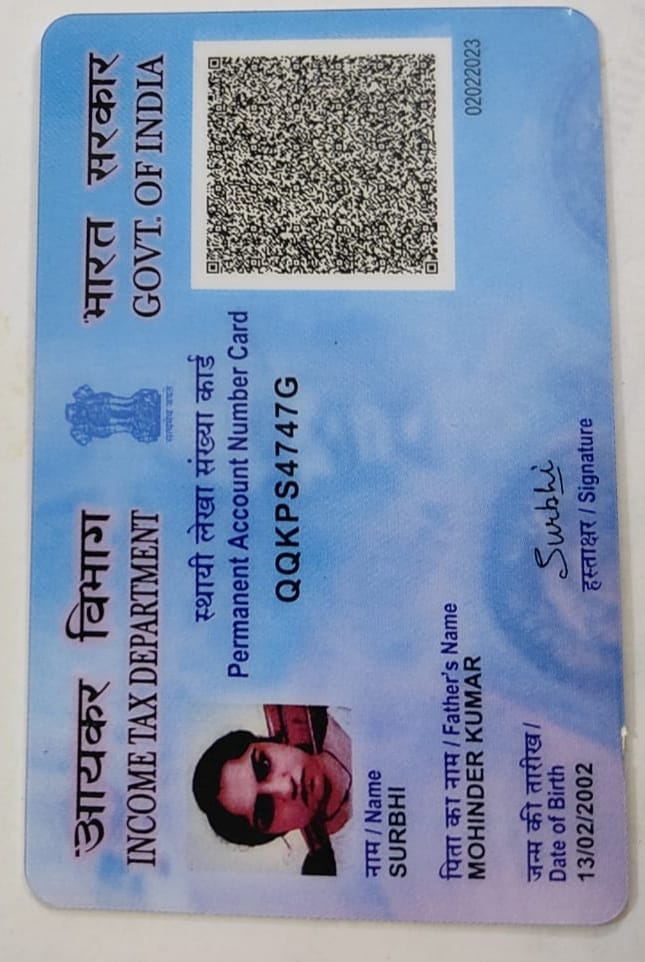 आयकर विभाग
INCOME TAX DEPARTMENT
सत्यमेव जयते
भारत सरकार
GOVT. OF INDIA
स्थायी लेखा संख्या कार्ड
Permanent Account Number Card
QQKPS4747G
नाम / Name
SURBHI
पिता का नाम / Father's Name
MOHINDER KUMAR
जन्म की तारीख /
Date of Birth
13/02/2002
Surbhi
हस्ताक्षर / Signature
02022023